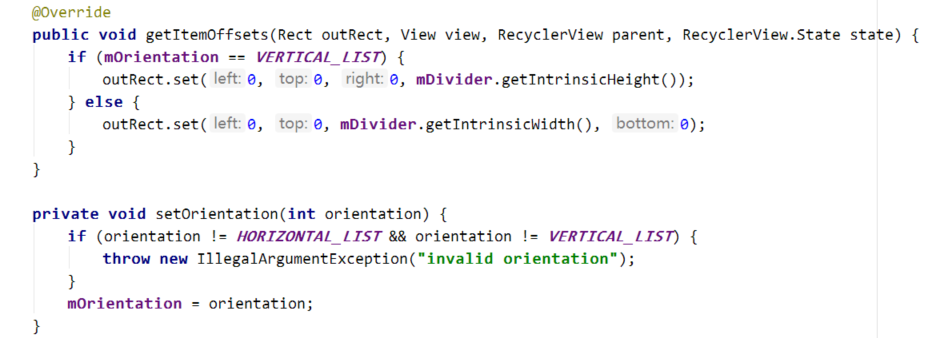 @Override
public void getItemOffsets(Rect outRect, View view, RecyclerView parent, RecyclerView.State state) {
if (mOrientation == VERTICAL_LIST) {
outRect.set( left: 0, top: 0, right: 0, mDivider.getIntrinsicHeight());
} else {
outRect.set( left: 0, top: 0, mDivider.getIntrinsicWidth(), bottom: 0);
}
}
private void setOrientation(int orientation) {
if (orientation != HORIZONTAL_LIST && orientation != VERTICAL_LIST) {
throw new IllegalArgumentException("invalid orientation");
}
mOrientation = orientation;
}